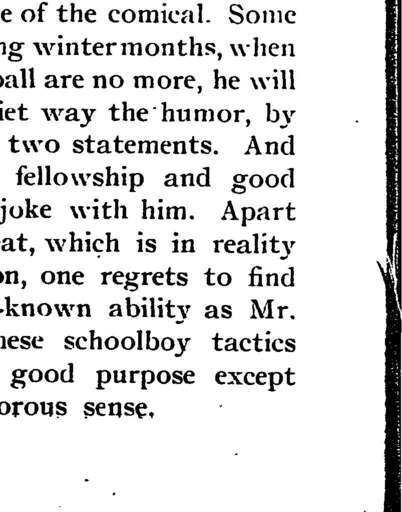 e of the comical. Some
ng winter months, when
ball are no more, he will
iet way the humor, by
two statements. And
fellowship and good
joke with him. Apart
at, which is in reality
on, one regrets to find
-known ability as Mr.
hese schoolboy tactics
good purpose except
orous sense.